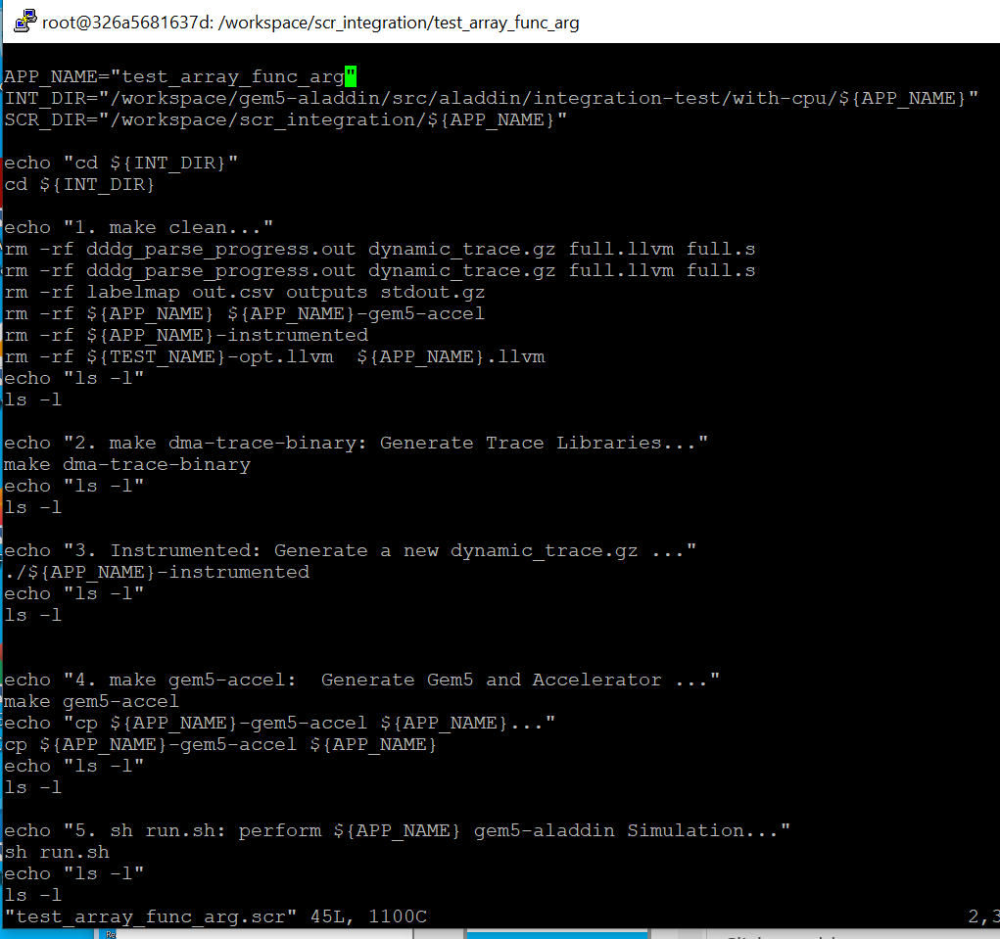 root@326a5681637d: /workspace/scr_integration/test_array_func_arg
APP_NAME="test_array_func_arg"
INT_DIR="/workspace/gem5-aladdin/src/aladdin/integration-test/with-cpu/${APP_NAME}"
SCR_DIR="/workspace/scr_integration/${APP_NAME}"
echo "cd ${INT_DIR}"
cd ${INT_DIR}
echo "1. make clean..."
rm -rf dddg_parse_progress.out dynamic_trace.gz full.llvm full.s
rm -rf dddg_parse_progress.out dynamic_trace.gz full.llvm full.s
rm -rf labelmap out.csv outputs stdout.gz
rm -rf ${APP_NAME} ${APP_NAME}-gem5-accel
rm -rf ${APP_NAME}-instrumented
rm -rf ${TEST_NAME}-opt.llvm  ${APP_NAME}.llvm
echo "ls -l"
ls -l
echo "2. make dma-trace-binary: Generate Trace Libraries..."
make dma-trace-binary
echo "ls -l"
ls -l
echo "3. Instrumented: Generate a new dynamic_trace.gz ..."
./${APP_NAME}-instrumented
echo "ls -l"
ls -l
echo "4. make gem5-accel:  Generate Gem5 and Accelerator ..."
make gem5-accel
echo "cp ${APP_NAME}-gem5-accel ${APP_NAME}..."
cp ${APP_NAME}-gem5-accel ${APP_NAME}
echo "ls -l"
ls -l
echo "5. sh run.sh: perform ${APP_NAME} gem5-aladdin Simulation..."
sh run.sh
echo "ls -l"
ls -l
"test_array_func_arg.scr" 45L, 1100C 2,3